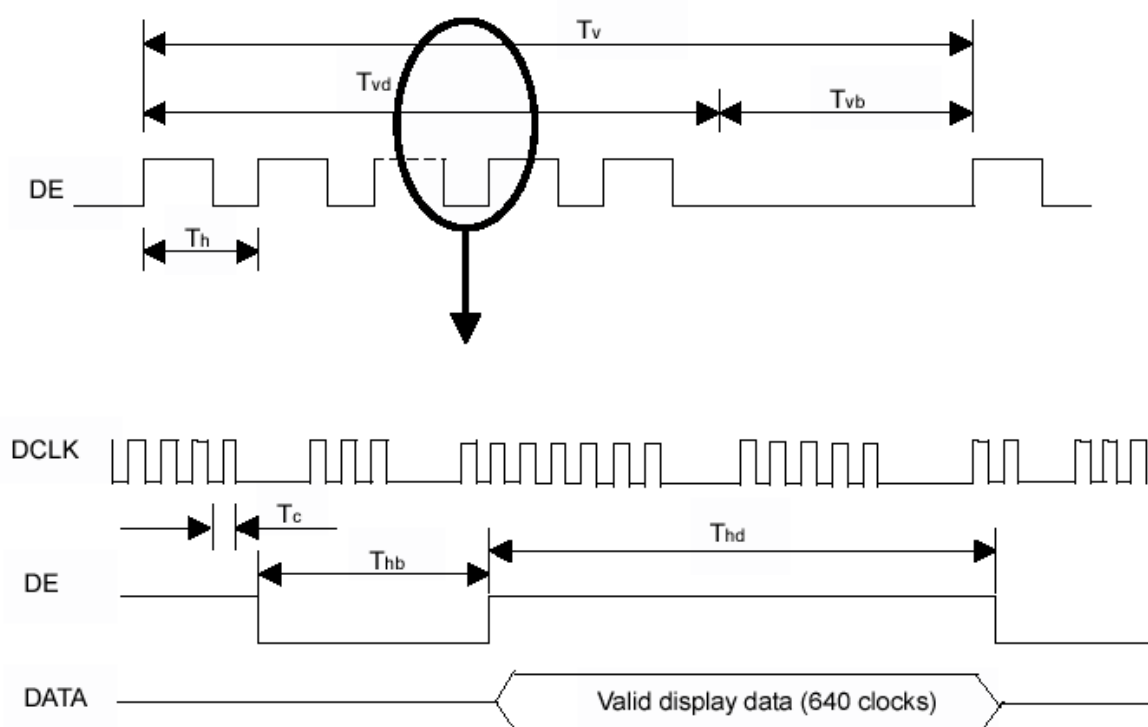 Tv
Tvd
Tvb
DE
Th
DCLK
Tc
Thd
Thb
DE
DATA
Valid display data (640 clocks)